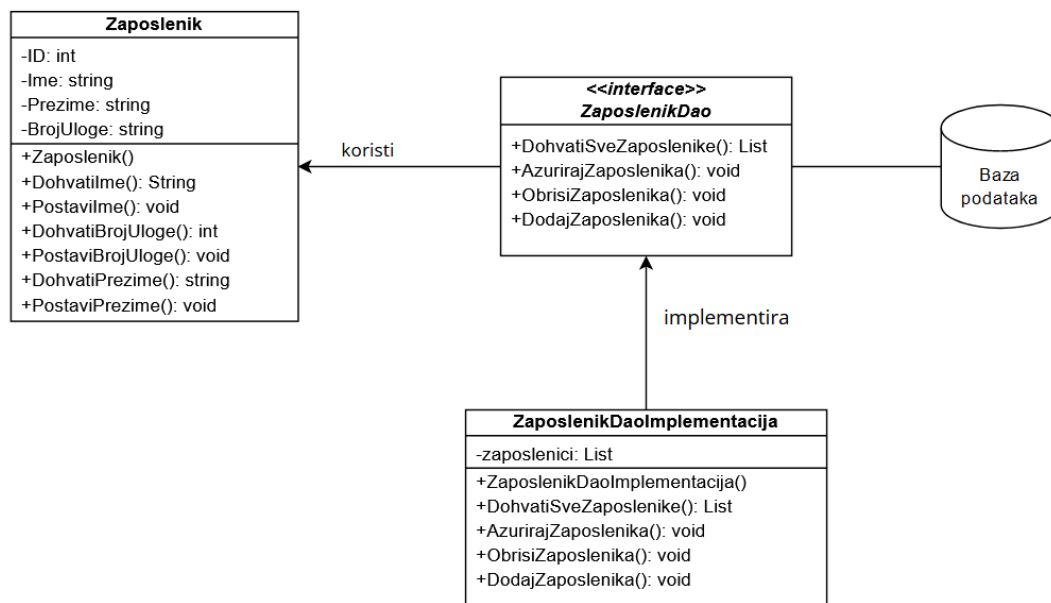 Zaposlenik
-ID: int
-Ime: string
-Prezime: string
-BrojUloge: string
+Zaposlenik()
+DohvatiIme(): String
+PostaviIme(): void
+DohvatiBrojUloge(): int
+PostaviBrojUloge(): void
+DohvatiPrezime(): string
+PostaviPrezime(): void
koristi
<<interface>>
ZaposlenikDao
+DohvatiSveZaposlenike(): List
+AzurirajZaposlenika(): void
+ObrisiZaposlenika(): void
+DodajZaposlenika(): void
Baza
podataka
implementira
ZaposlenikDaoImplementacija
-zaposlenici: List
+ZaposlenikDaoImplementacija()
+DohvatiSveZaposlenike(): List
+AzurirajZaposlenika(): void
+ObrisiZaposlenika(): void
+DodajZaposlenika(): void